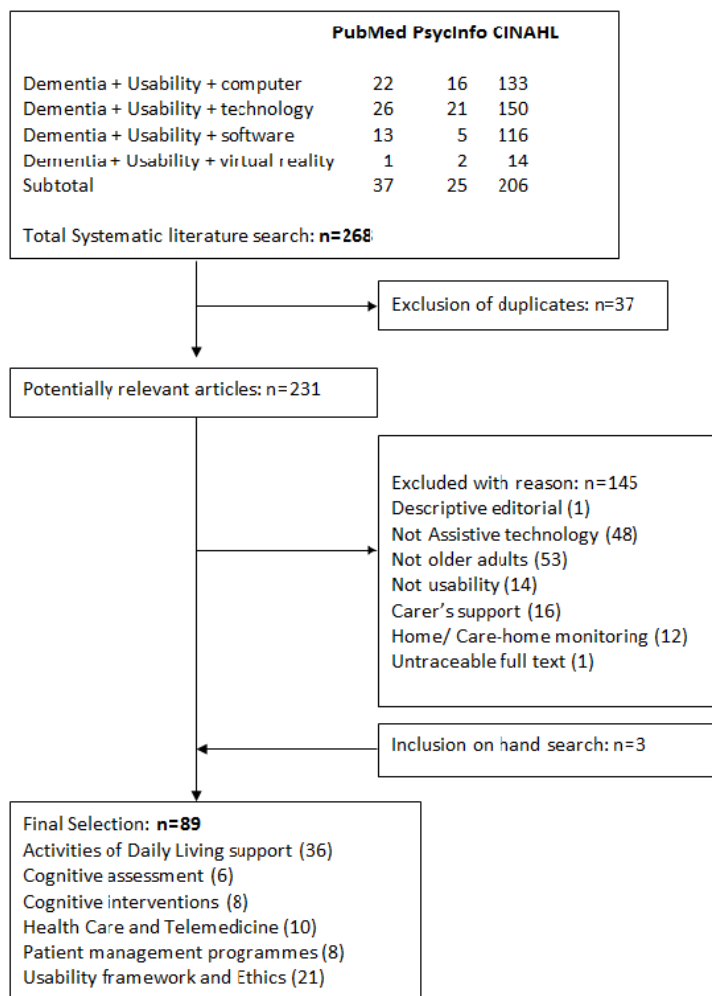 PubMed PsycInfo CINAHL
Dementia + Usability + computer 22 16 133
Dementia + Usability + technology 26 21 150
Dementia + Usability + software 13 5 116
Dementia + Usability + virtual reality 1 2 14
Subtotal 37 25 206
Total Systematic literature search: n=268
Exclusion of duplicates: n=37
Potentially relevant articles: n=231
Excluded with reason: n=145
Descriptive editorial (1)
Not Assistive technology (48)
Not older adults (53)
Not usability (14)
Carer's support (16)
Home/ Care-home monitoring (12)
Untraceable full text (1)
Inclusion on hand search: n=3
Final Selection: n=89
Activities of Daily Living support (36)
Cognitive assessment (6)
Cognitive interventions (8)
Health Care and Telemedicine (10)
Patient management programmes (8)
Usability framework and Ethics (21)